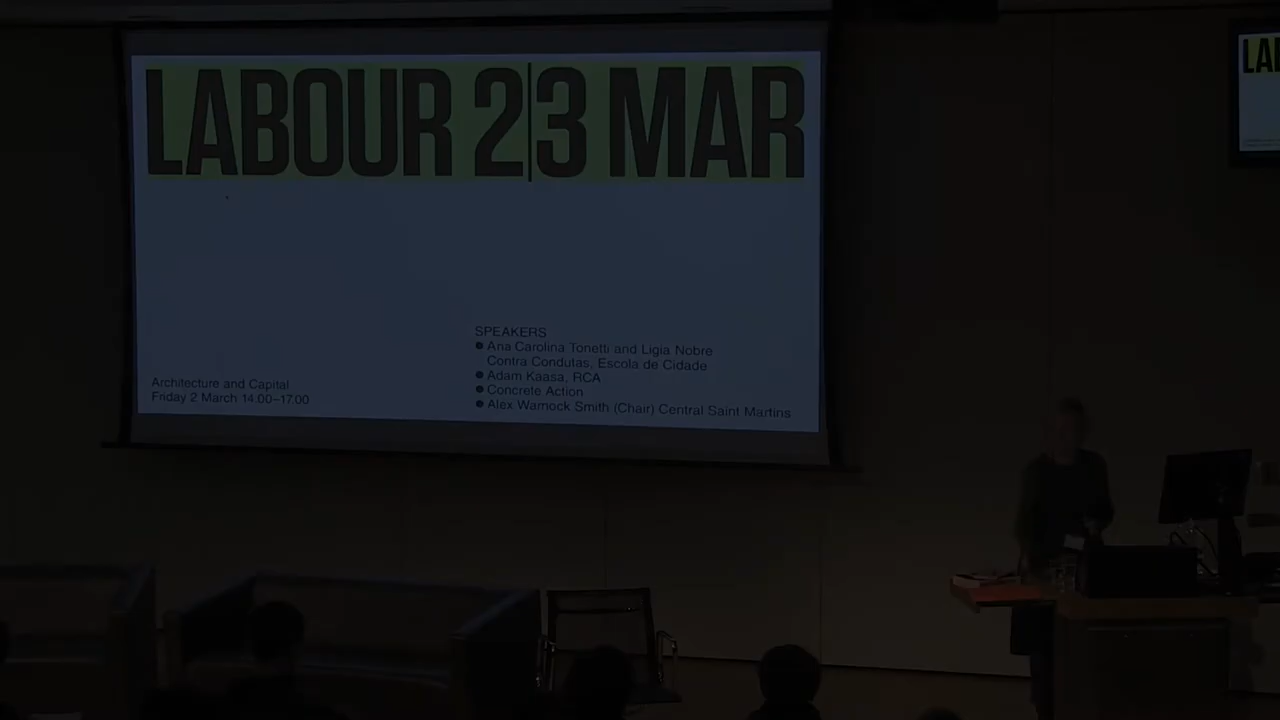 LABOUR 2|3 MAR
SPEAKERS
● Ana Carolina Tonetti and Ligia Nobre
Contra Condutas, Escola de Cidade
● Adam Kaasa, RCA
● Concrete Action
● Alex Warnock Smith (Chair) Central Saint Martins
Architecture and Capital
Friday 2 March 14.00–17.00
LA